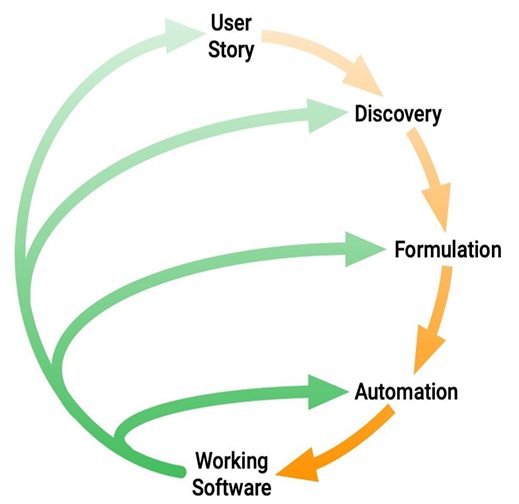 User
Story
Discovery
Formulation
Automation
Working
Software